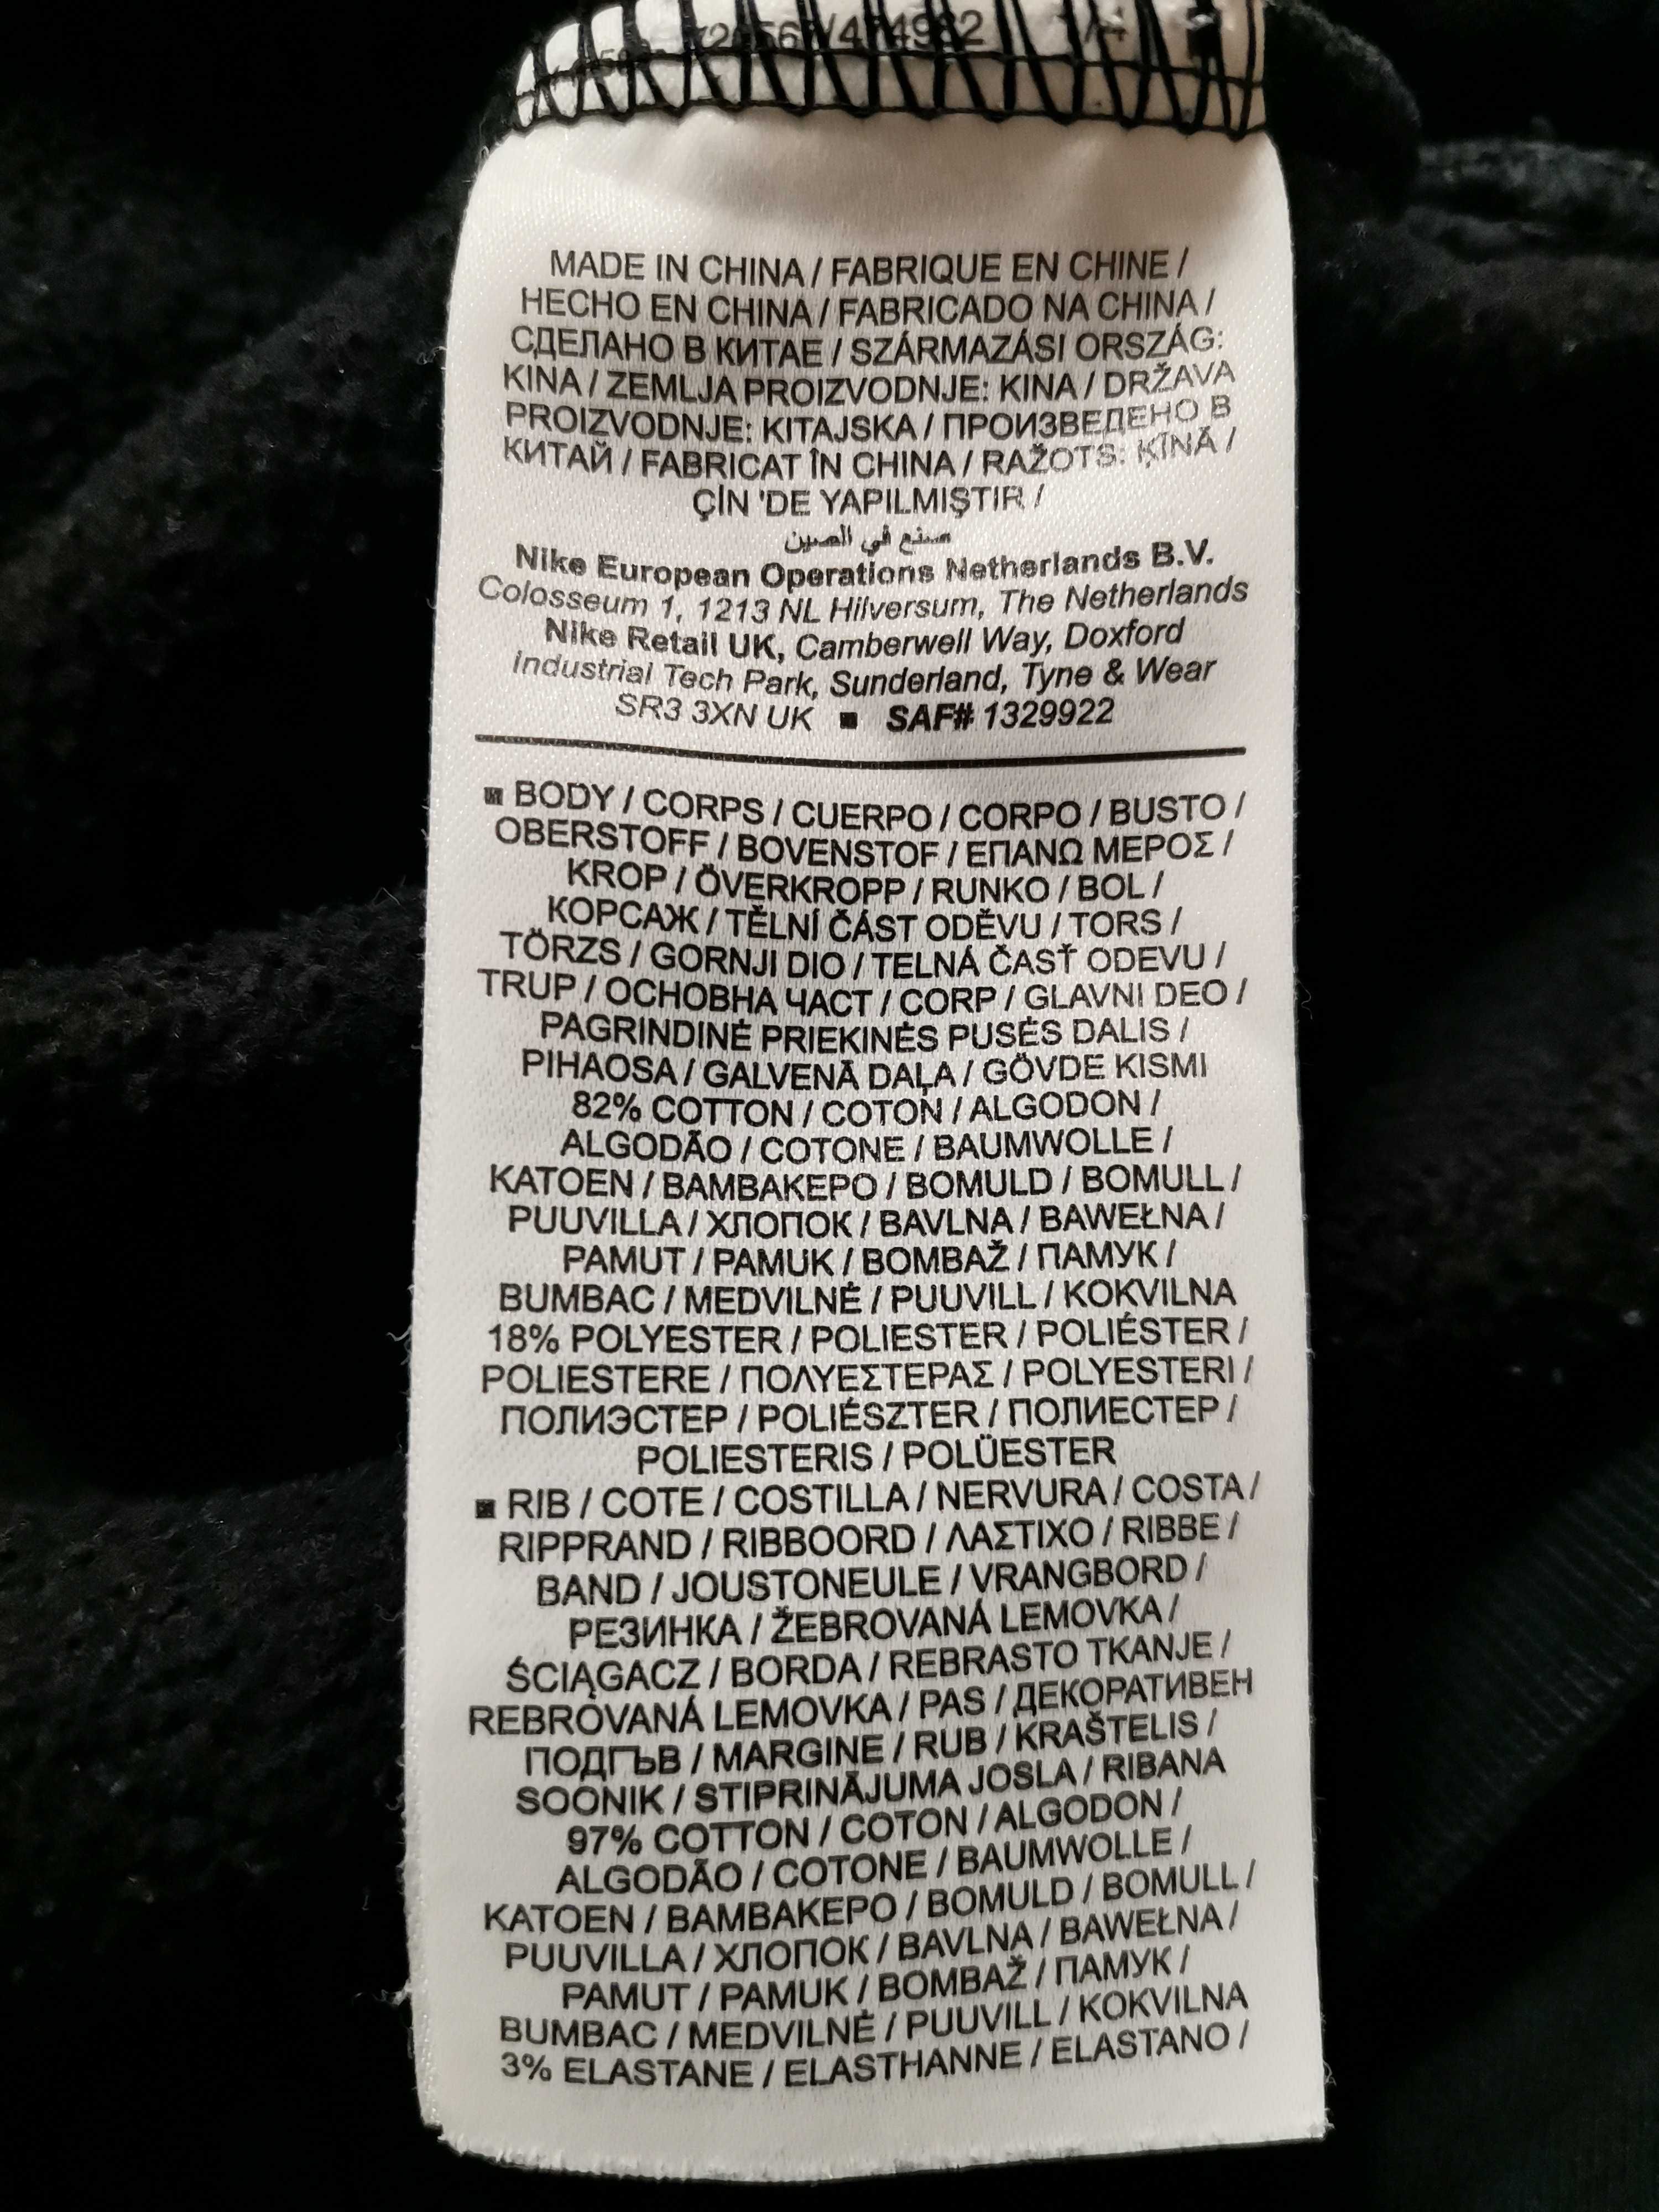 MADE IN CHINA / FABRIQUE EN CHINE /
HECHO EN CHINA / FABRICADO NA CHINA /
СДЕЛАНО В КИТАЕ / SZÁRMAZÁSI ORSZÁG:
KINA / ZEMLJA PROIZVODNJE: KINA / DRŽAVA
PROIZVODNJE: KITAJSKA / ПРОИЗВЕДЕНО В
КИТАЙ / FABRICAT ÎN CHINA / RAŽOTS: ĶĪNĀ /
ÇİN 'DE YAPILMIŞTIR /
صنع في الصين
Nike European Operations Netherlands B.V.
Colosseum 1, 1213 NL Hilversum, The Netherlands
Nike Retail UK, Camberwell Way, Doxford
Industrial Tech Park, Sunderland, Tyne & Wear
SR3 3XN UK ■ SAF# 1329922
■ BODY / CORPS / CUERPO / CORPO / BUSTO /
OBERSTOFF / BOVENSTOF / ΕΠΑΝΩ ΜΕΡΟΣ /
KROP / ÖVERKROPP / RUNKO / BOL /
КОРСАЖ / TĚLNÍ ČÁST ODĚVU / TORS /
TÖRZS / GORNJI DIO / TELNÁ ČASŤ ODEVU /
TRUP / ОСНОВНА ЧАСТ / CORP / GLAVNI DEO /
PAGRINDINĖ PRIEKINĖS PUSĖS DALIS /
PIHAOSA / GALVENĀ DAĻA / GÖVDE KISMI
82% COTTON / COTON / ALGODON /
ALGODÃO / COTONE / BAUMWOLLE /
KATOEN / ΒΑΜΒΑΚΕΡΟ / BOMULD / BOMULL /
PUUVILLA / ХЛОПОК / BAVLNA / BAWEŁNA /
PAMUT / PAMUK / BOMBAŽ / ПАМУК /
BUMBAC / MEDVILNĖ / PUUVILL / KOKVILNA
18% POLYESTER / POLIESTER / POLIÉSTER /
POLIESTERE / ΠΟΛΥΕΣΤΕΡΑΣ / POLYESTERI /
ПОЛИЭСТЕР / POLIÉSZTER / ПОЛИЕСТЕР /
POLIESTERIS / POLÜESTER
■ RIB / COTE / COSTILLA / NERVURA / COSTA /
RIPPRAND / RIBBOORD / ΛΑΣΤΙΧΟ / RIBBE /
BAND / JOUSTONEULE / VRANGBORD /
РЕЗИНКА / ŽEBROVANÁ LEMOVKA /
ŚCIĄGACZ / BORDA / REBRASTO TKANJE /
REBROVANÁ LEMOVKA / PAS / ДЕКОРАТИВЕН
ПОДГЪВ / MARGINE / RUB / KRAŠTELIS /
SOONIK / STIPRINĀJUMA JOSLA / RIBANA
97% COTTON / COTON / ALGODON /
ALGODÃO / COTONE / BAUMWOLLE /
KATOEN / ΒΑΜΒΑΚΕΡΟ / BOMULD / BOMULL /
PUUVILLA / ХЛОПОК / BAVLNA / BAWEŁNA /
PAMUT / PAMUK / BOMBAŽ / ПАМУК /
BUMBAC / MEDVILNĖ / PUUVILL / KOKVILNA
3% ELASTANE / ELASTHANNE / ELASTANO /